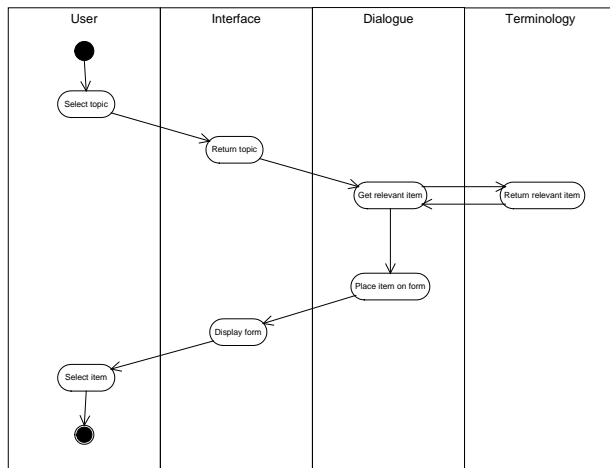 User
Interface
Dialogue
Terminology
Select topic
Return topic
Get relevant item
Return relevant item
Place item on form
Display form
Select item